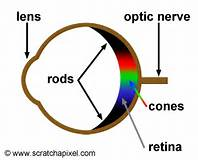 lens
optic nerve
rods
cones
retina
© www.scratchapixel.com